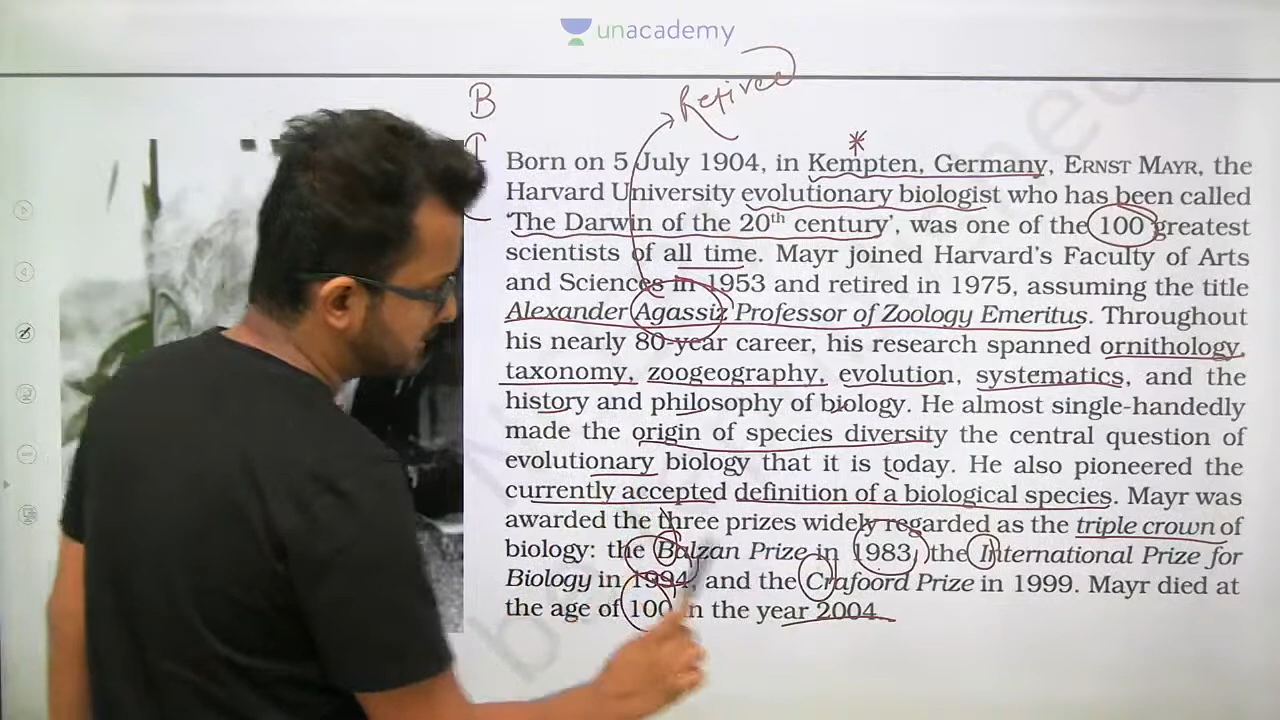 unacademy
Retired
B
I
C
Born on 5 July 1904, in Kempten, Germany, ERNST MAYR, the
Harvard University evolutionary biologist who has been called
‘The Darwin of the 20th century’, was one of the 100 greatest
scientists of all time. Mayr joined Harvard’s Faculty of Arts
and Sciences in 1953 and retired in 1975, assuming the title
Alexander Agassiz Professor of Zoology Emeritus. Throughout
his nearly 80-year career, his research spanned ornithology,
taxonomy, zoogeography, evolution, systematics, and the
history and philosophy of biology. He almost single-handedly
made the origin of species diversity the central question of
evolutionary biology that it is today. He also pioneered the
currently accepted definition of a biological species. Mayr was
awarded the three prizes widely regarded as the triple crown of
biology: the Balzan Prize in 1983, the International Prize for
Biology in 1994, and the Crafoord Prize in 1999. Mayr died at
the age of 100 in the year 2004.